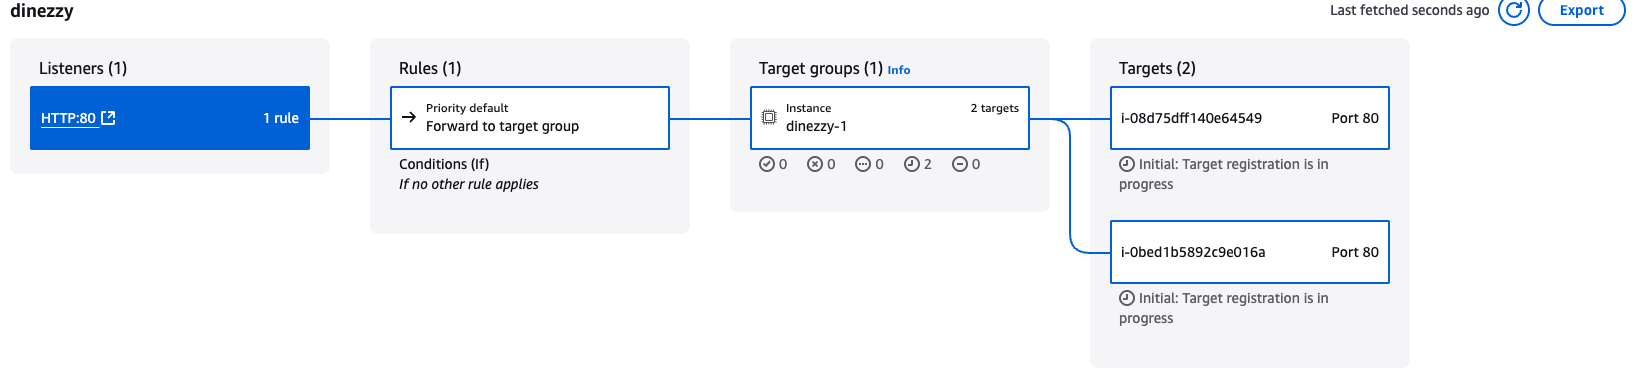 dinezzy
Last fetched seconds ago
Export
Listeners (1)
HTTP:80
1 rule
Rules (1)
Priority default
Forward to target group
Conditions (If)
If no other rule applies
Target groups (1) Info
Instance
2 targets
dinezzy-1
0 0 0 2 0
Targets (2)
i-08d75dff140e64549
Port 80
Initial: Target registration is in
progress
i-0bed1b5892c9e016a
Port 80
Initial: Target registration is in
progress